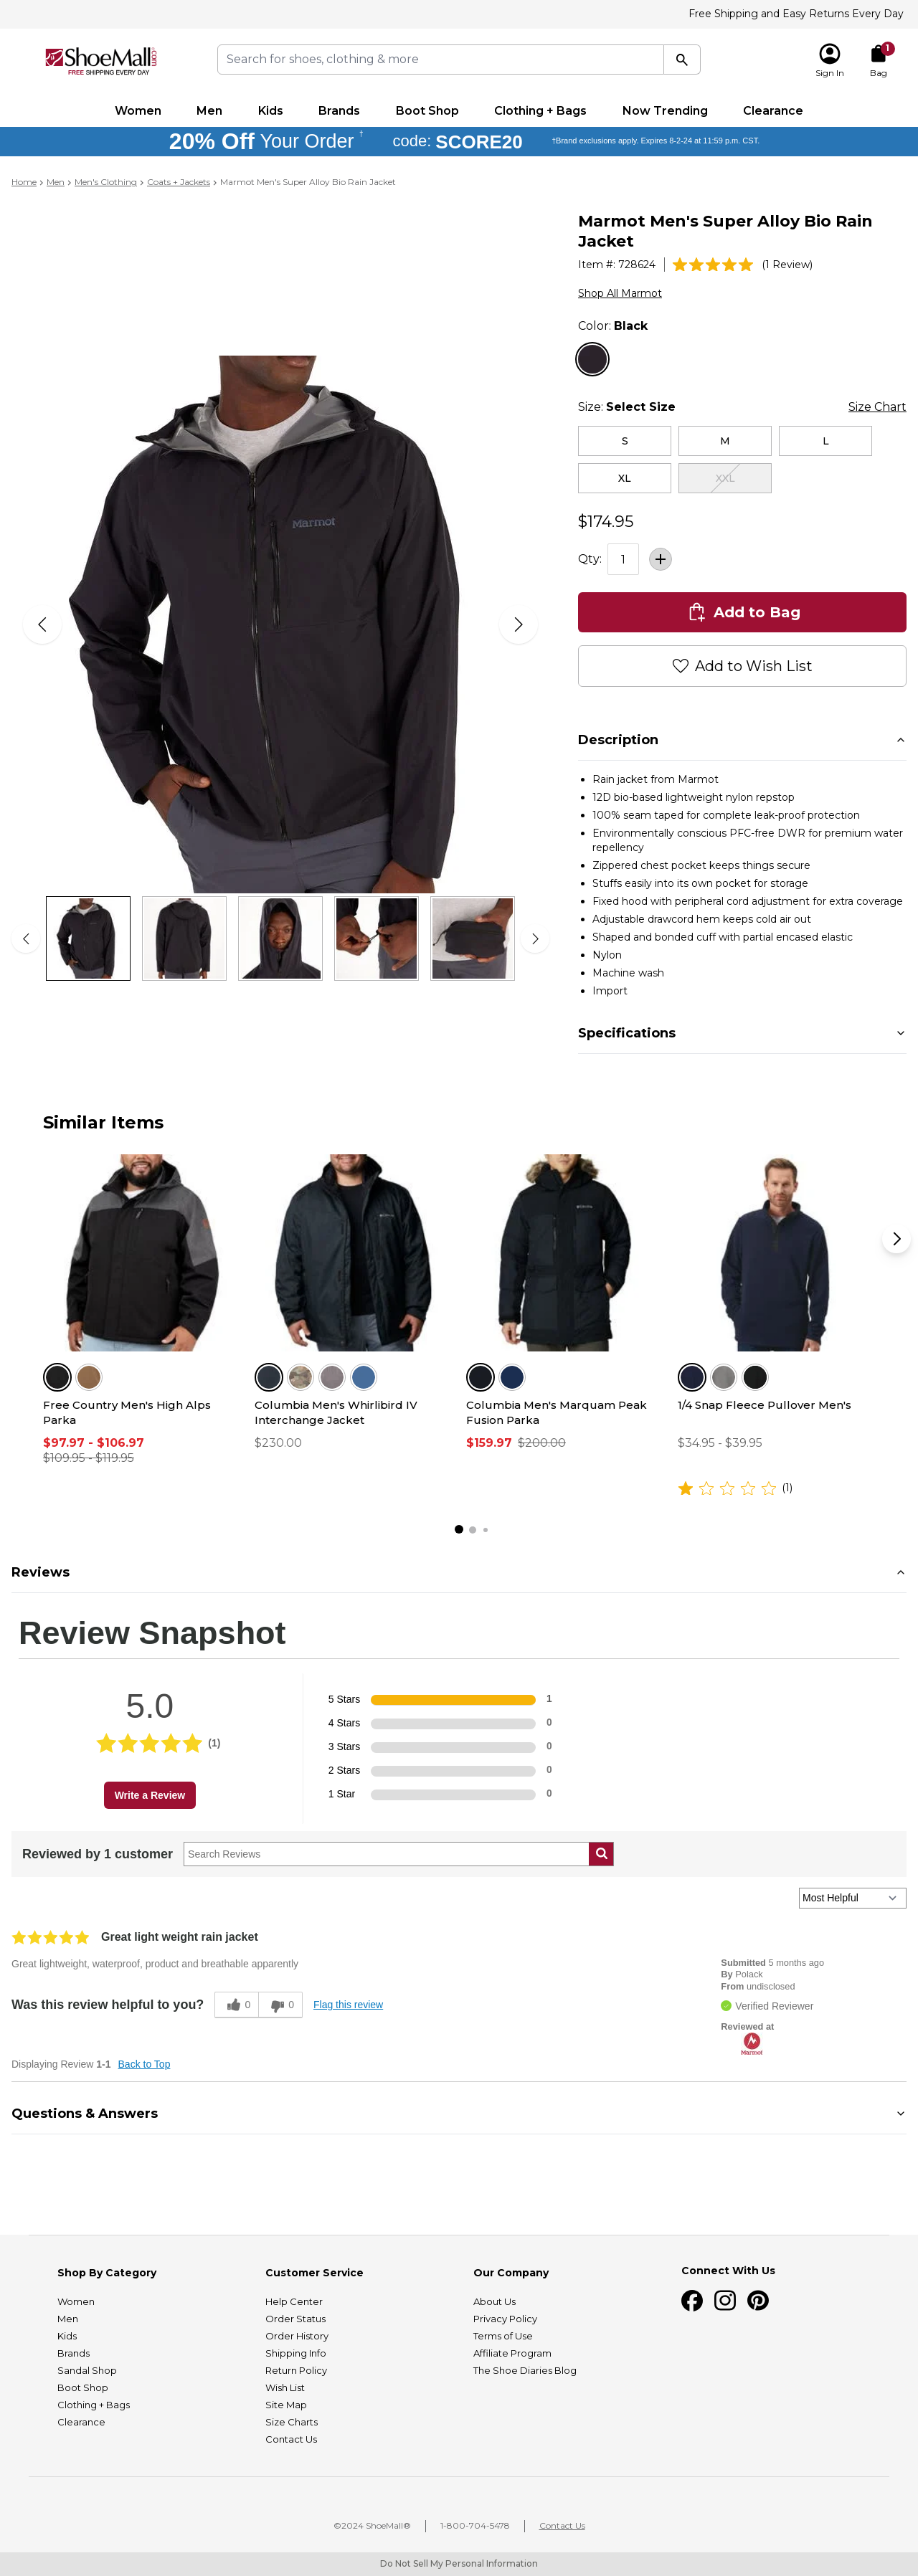 Free Shipping and Easy Returns Every Day
ShoeMall.com
FREE SHIPPING EVERY DAY
Search for shoes, clothing & more
Sign In
1
Bag
Women Men Kids Brands Boot Shop Clothing + Bags Now Trending Clearance
20% Off Your Order † code: SCORE20 †Brand exclusions apply. Expires 8-2-24 at 11:59 p.m. CST.
Home > Men > Men's Clothing > Coats + Jackets > Marmot Men's Super Alloy Bio Rain Jacket
Marmot
Marmot Men's Super Alloy Bio Rain
Jacket
Item #: 728624 (1 Review)
Shop All Marmot
Color: Black
Size: Select Size Size Chart
S M L
XL XXL
$174.95
Qty: 1
Add to Bag
Add to Wish List
Description
• Rain jacket from Marmot
• 12D bio-based lightweight nylon repstop
• 100% seam taped for complete leak-proof protection
• Environmentally conscious PFC-free DWR for premium water
repellency
• Zippered chest pocket keeps things secure
• Stuffs easily into its own pocket for storage
• Fixed hood with peripheral cord adjustment for extra coverage
• Adjustable drawcord hem keeps cold air out
• Shaped and bonded cuff with partial encased elastic
• Nylon
• Machine wash
• Import
Specifications
Similar Items
Free Country Men's High Alps
Parka
$97.97 - $106.97
$109.95 - $119.95
Columbia Men's Whirlibird IV
Interchange Jacket
$230.00
Columbia Men's Marquam Peak
Fusion Parka
$159.97 $200.00
1/4 Snap Fleece Pullover Men's
$34.95 - $39.95
(1)
Reviews
Review Snapshot
5.0
(1)
Write a Review
5 Stars 1
4 Stars 0
3 Stars 0
2 Stars 0
1 Star 0
Reviewed by 1 customer Search Reviews
Most Helpful
Great light weight rain jacket
Great lightweight, waterproof, product and breathable apparently
Was this review helpful to you? 0 0 Flag this review
Submitted 5 months ago
By Polack
From undisclosed
Verified Reviewer
Reviewed at
Marmot
Displaying Review 1-1 Back to Top
Questions & Answers
Shop By Category
Women
Men
Kids
Brands
Sandal Shop
Boot Shop
Clothing + Bags
Clearance
Customer Service
Help Center
Order Status
Order History
Shipping Info
Return Policy
Wish List
Site Map
Size Charts
Contact Us
Our Company
About Us
Privacy Policy
Terms of Use
Affiliate Program
The Shoe Diaries Blog
Connect With Us
©2024 ShoeMall® 1-800-704-5478 Contact Us
Do Not Sell My Personal Information